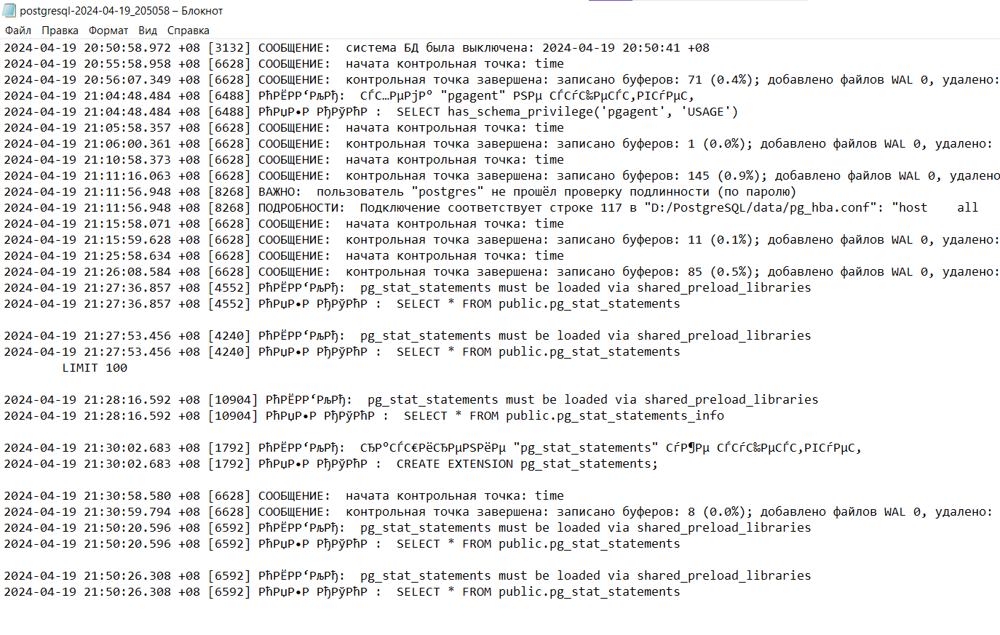 postgresql-2024-04-19_205058 – Блокнот
Файл Правка Формат Вид Справка
2024-04-19 20:50:58.972 +08 [3132] СООБЩЕНИЕ:  система БД была выключена: 2024-04-19 20:50:41 +08
2024-04-19 20:55:58.958 +08 [6628] СООБЩЕНИЕ:  начата контрольная точка: time
2024-04-19 20:56:07.349 +08 [6628] СООБЩЕНИЕ:  контрольная точка завершена: записано буферов: 71 (0.4%); добавлено файлов WAL 0, удалено:
2024-04-19 21:04:48.484 +08 [6488] РћРЁРР‘РљРђ:  СЃС…РµРјР° "pgagent" РЅРµ СЃСѓС‰РµСЃС‚РІСѓРµС‚
2024-04-19 21:04:48.484 +08 [6488] РћРџР•Р РђРўРћР :  SELECT has_schema_privilege('pgagent', 'USAGE')
2024-04-19 21:05:58.357 +08 [6628] СООБЩЕНИЕ:  начата контрольная точка: time
2024-04-19 21:06:00.361 +08 [6628] СООБЩЕНИЕ:  контрольная точка завершена: записано буферов: 1 (0.0%); добавлено файлов WAL 0, удалено:
2024-04-19 21:10:58.373 +08 [6628] СООБЩЕНИЕ:  начата контрольная точка: time
2024-04-19 21:11:16.063 +08 [6628] СООБЩЕНИЕ:  контрольная точка завершена: записано буферов: 145 (0.9%); добавлено файлов WAL 0, удалено
2024-04-19 21:11:56.948 +08 [8268] ВАЖНО:  пользователь "postgres" не прошёл проверку подлинности (по паролю)
2024-04-19 21:11:56.948 +08 [8268] ПОДРОБНОСТИ:  Подключение соответствует строке 117 в "D:/PostgreSQL/data/pg_hba.conf": "host    all
2024-04-19 21:15:58.071 +08 [6628] СООБЩЕНИЕ:  начата контрольная точка: time
2024-04-19 21:15:59.628 +08 [6628] СООБЩЕНИЕ:  контрольная точка завершена: записано буферов: 11 (0.1%); добавлено файлов WAL 0, удалено:
2024-04-19 21:25:58.634 +08 [6628] СООБЩЕНИЕ:  начата контрольная точка: time
2024-04-19 21:26:08.584 +08 [6628] СООБЩЕНИЕ:  контрольная точка завершена: записано буферов: 85 (0.5%); добавлено файлов WAL 0, удалено:
2024-04-19 21:27:36.857 +08 [4552] РћРЁРР‘РљРђ:  pg_stat_statements must be loaded via shared_preload_libraries
2024-04-19 21:27:36.857 +08 [4552] РћРџР•Р РђРўРћР :  SELECT * FROM public.pg_stat_statements
2024-04-19 21:27:53.456 +08 [4240] РћРЁРР‘РљРђ:  pg_stat_statements must be loaded via shared_preload_libraries
2024-04-19 21:27:53.456 +08 [4240] РћРџР•Р РђРўРћР :  SELECT * FROM public.pg_stat_statements
LIMIT 100
2024-04-19 21:28:16.592 +08 [10904] РћРЁРР‘РљРђ:  pg_stat_statements must be loaded via shared_preload_libraries
2024-04-19 21:28:16.592 +08 [10904] РћРџР•Р РђРўРћР :  SELECT * FROM public.pg_stat_statements_info
2024-04-19 21:30:02.683 +08 [1792] РћРЁРР‘РљРђ:  СЂР°СЃС€РёСЂРµРЅРёРµ "pg_stat_statements" СѓР¶Рµ СЃСѓС‰РµСЃС‚РІСѓРµС‚
2024-04-19 21:30:02.683 +08 [1792] РћРџР•Р РђРўРћР :  CREATE EXTENSION pg_stat_statements;
2024-04-19 21:30:58.580 +08 [6628] СООБЩЕНИЕ:  начата контрольная точка: time
2024-04-19 21:30:59.794 +08 [6628] СООБЩЕНИЕ:  контрольная точка завершена: записано буферов: 8 (0.0%); добавлено файлов WAL 0, удалено:
2024-04-19 21:50:20.596 +08 [6592] РћРЁРР‘РљРђ:  pg_stat_statements must be loaded via shared_preload_libraries
2024-04-19 21:50:20.596 +08 [6592] РћРџР•Р РђРўРћР :  SELECT * FROM public.pg_stat_statements
2024-04-19 21:50:26.308 +08 [6592] РћРЁРР‘РљРђ:  pg_stat_statements must be loaded via shared_preload_libraries
2024-04-19 21:50:26.308 +08 [6592] РћРџР•Р РђРўРћР :  SELECT * FROM public.pg_stat_statements